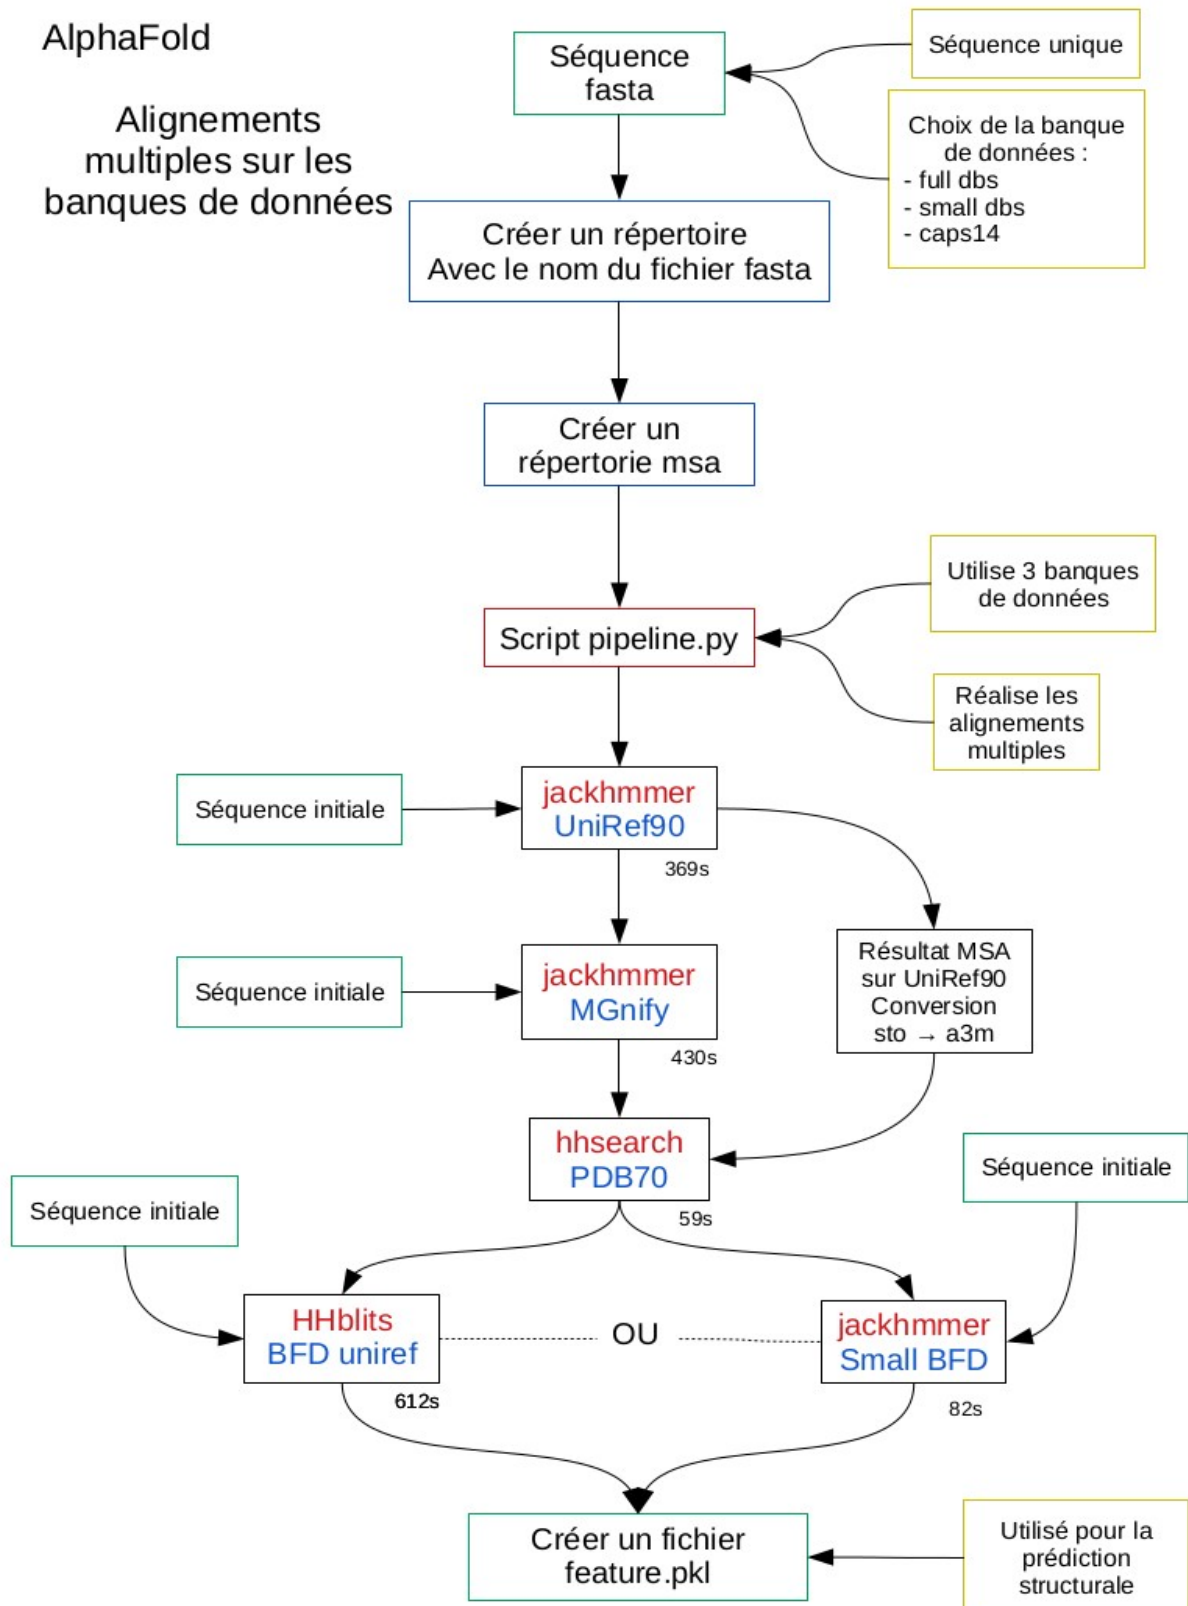 AlphaFold
Alignements
multiples sur les
banques de données
Séquence
fasta
Séquence unique
Choix de la banque
de données :
- full dbs
- small dbs
- caps14
Créer un répertoire
Avec le nom du fichier fasta
Créer un
répertorie msa
Script pipeline.py
Utilise 3 banques
de données
Réalise les
alignements
multiples
Séquence initiale
jackhmmer
UniRef90
369s
Séquence initiale
jackhmmer
MGnify
430s
Résultat MSA
sur UniRef90
Conversion
sto → a3m
hhsearch
PDB70
59s
Séquence initiale
Séquence initiale
HHblits
BFD uniref
612s
OU
jackhmmer
Small BFD
82s
Créer un fichier
feature.pkl
Utilisé pour la
prédiction
structurale